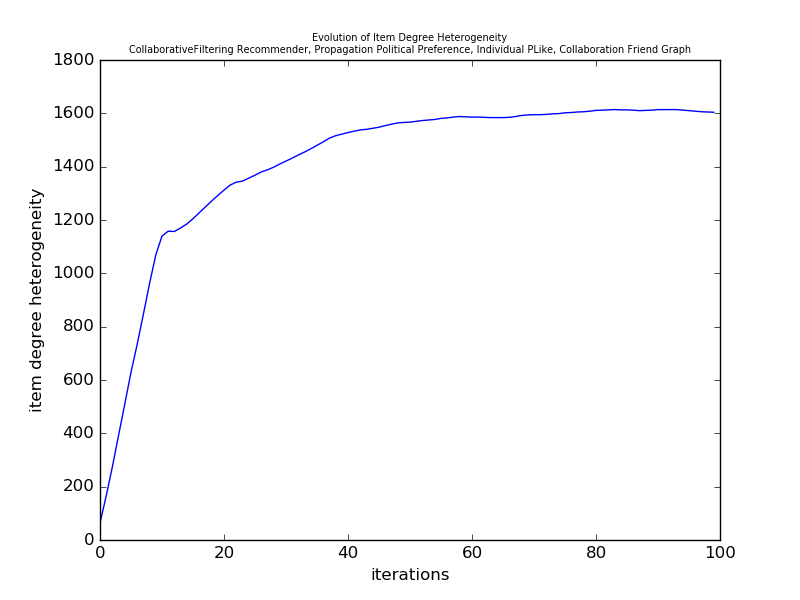 Evolution of Item Degree Heterogeneity
CollaborativeFiltering Recommender, Propagation Political Preference, Individual PLike, Collaboration Friend Graph
1800
1600
1400
1200
1000
800
600
400
200
0
item degree heterogeneity
0 20 40 60 80 100
iterations